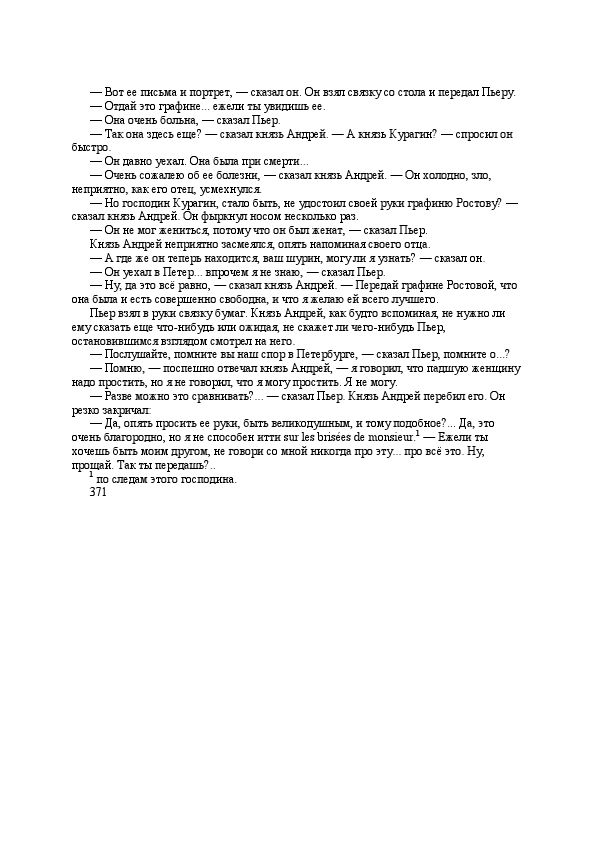 — Вот ее письма и портрет, — сказал он. Он взял связку со стола и передал Пьеру.
— Отдай это графине... ежели ты увидишь ее.
— Она очень больна, — сказал Пьер.
— Так она здесь еще? — сказал князь Андрей. — А князь Курагин? — спросил он
быстро.
— Он давно уехал. Она была при смерти...
— Очень сожалею об ее болезни, — сказал князь Андрей. — Он холодно, зло,
неприятно, как его отец, усмехнулся.
— Но господин Курагин, стало быть, не удостоил своей руки графиню Ростову? —
сказал князь Андрей. Он фыркнул носом несколько раз.
— Он не мог жениться, потому что он был женат, — сказал Пьер.
Князь Андрей неприятно засмеялся, опять напоминая своего отца.
— А где же он теперь находится, ваш шурин, могу ли я узнать? — сказал он.
— Он уехал в Петер... впрочем я не знаю, — сказал Пьер.
— Ну, да это всё равно, — сказал князь Андрей. — Передай графине Ростовой, что
она была и есть совершенно свободна, и что я желаю ей всего лучшего.
Пьер взял в руки связку бумаг. Князь Андрей, как будто вспоминая, не нужно ли
ему сказать еще что-нибудь или ожидая, не скажет ли чего-нибудь Пьер,
остановившимся взглядом смотрел на него.
— Послушайте, помните вы наш спор в Петербурге, — сказал Пьер, помните о...?
— Помню, — поспешно отвечал князь Андрей, — я говорил, что падшую женщину
надо простить, но я не говорил, что я могу простить. Я не могу.
— Разве можно это сравнивать?... — сказал Пьер. Князь Андрей перебил его. Он
резко закричал:
— Да, опять просить ее руки, быть великодушным, и тому подобное?... Да, это
очень благородно, но я не способен итти sur les brisées de monsieur.¹ — Ежели ты
хочешь быть моим другом, не говори со мной никогда про эту... про всё это. Ну,
прощай. Так ты передашь?..
¹ по следам этого господина.
371